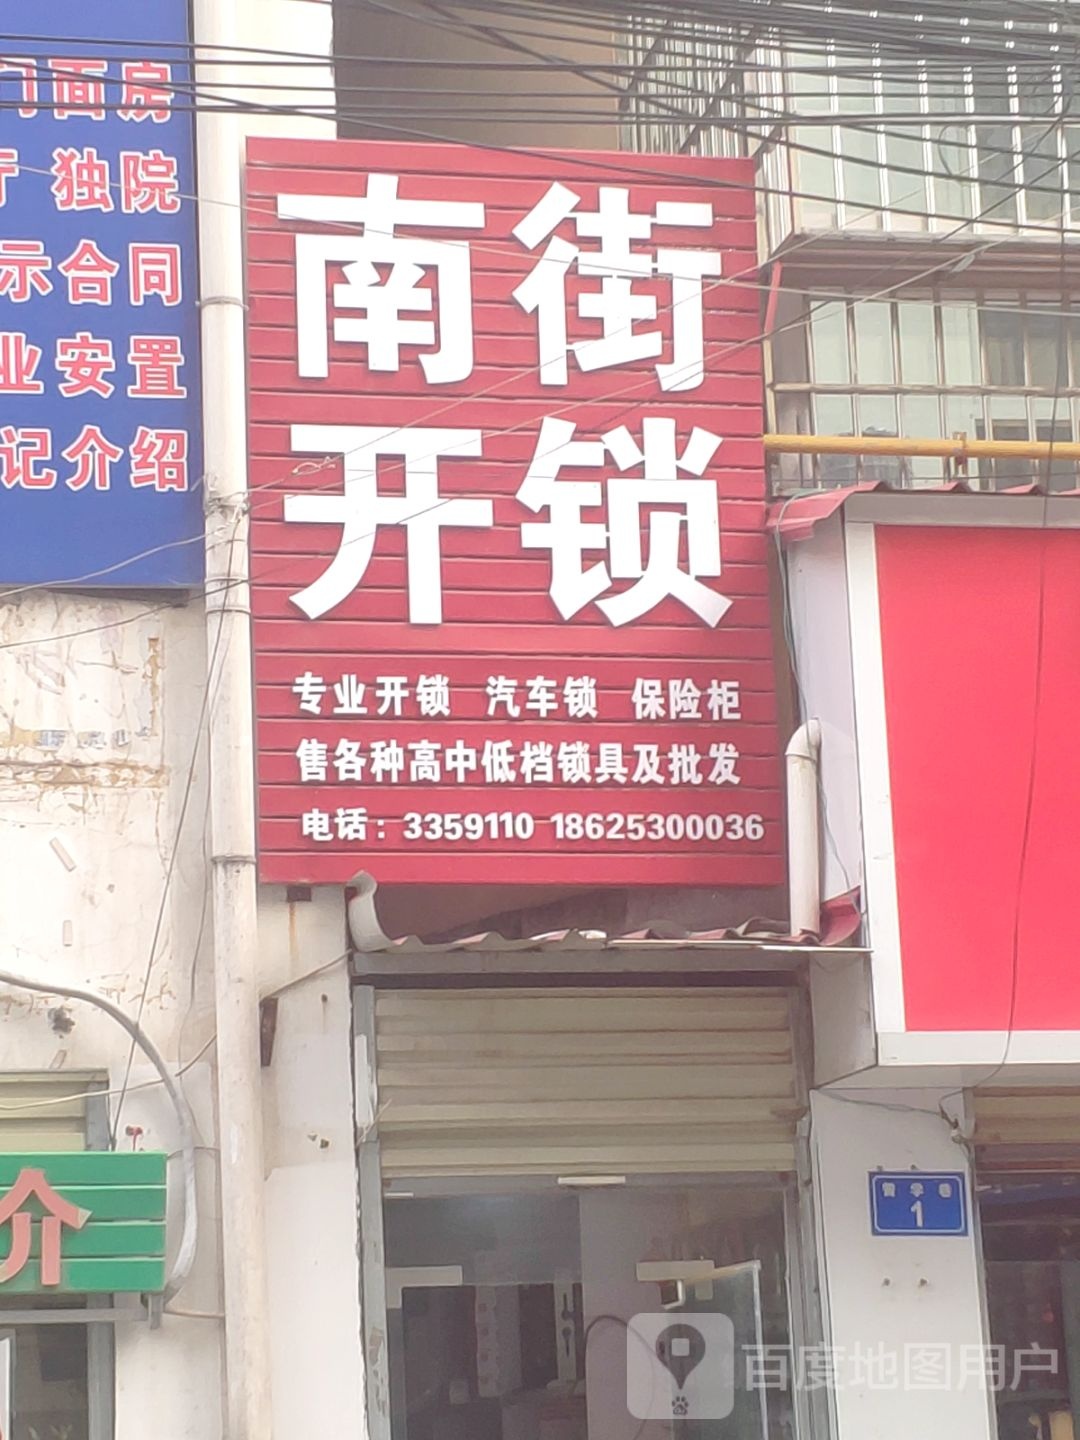 门面房
厅 独院
示合同
业安置
记介绍
南街
开锁
专业开锁 汽车锁 保险柜
售各种高中低档锁具及批发
电话：3359110 18625300036
介
1
百度地图用户